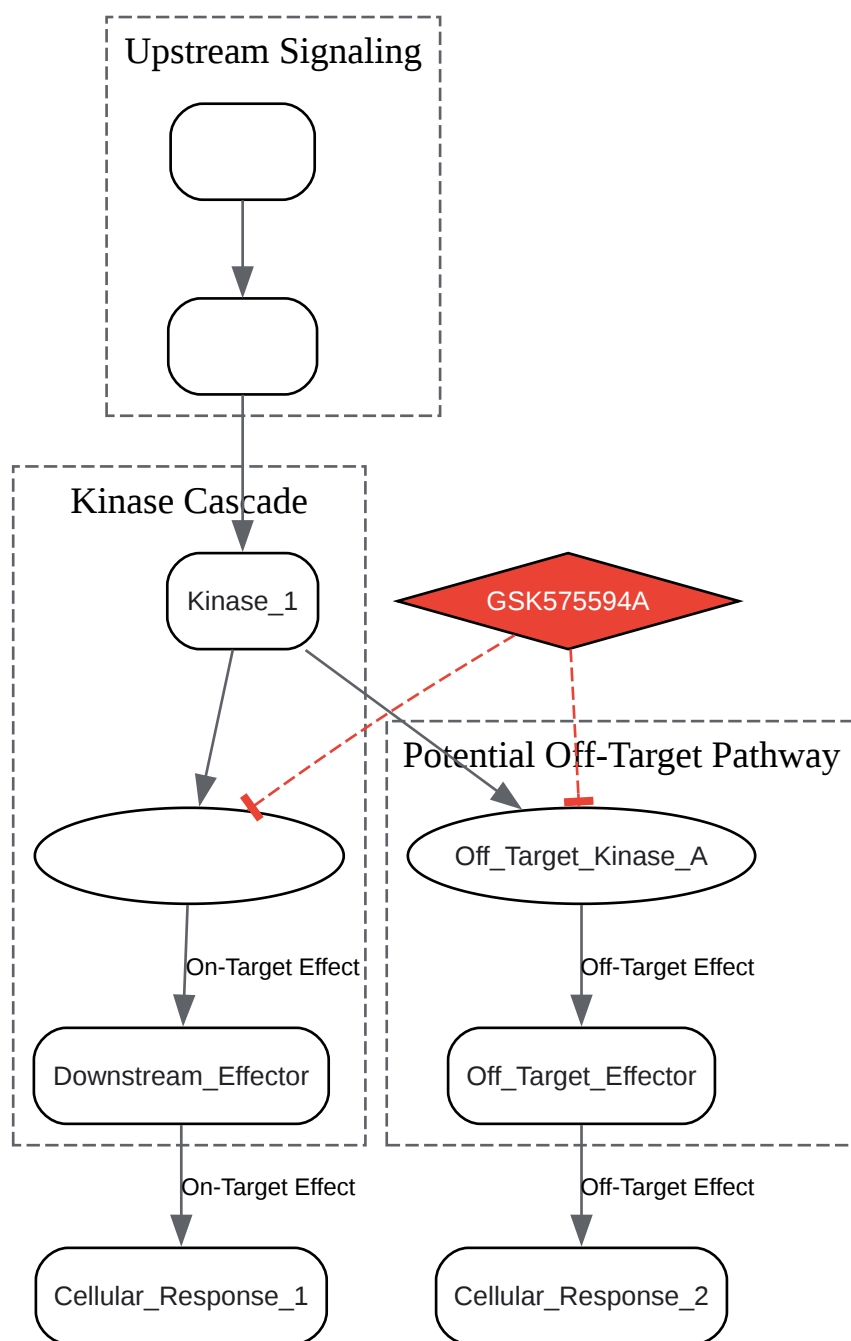 Upstream Signaling
Kinase Cascade
Kinase_1
GSK575594A
Potential Off-Target Pathway
Off_Target_Kinase_A
On-Target Effect
Off-Target Effect
Downstream_Effector
Off_Target_Effector
On-Target Effect
Off-Target Effect
Cellular_Response_1
Cellular_Response_2